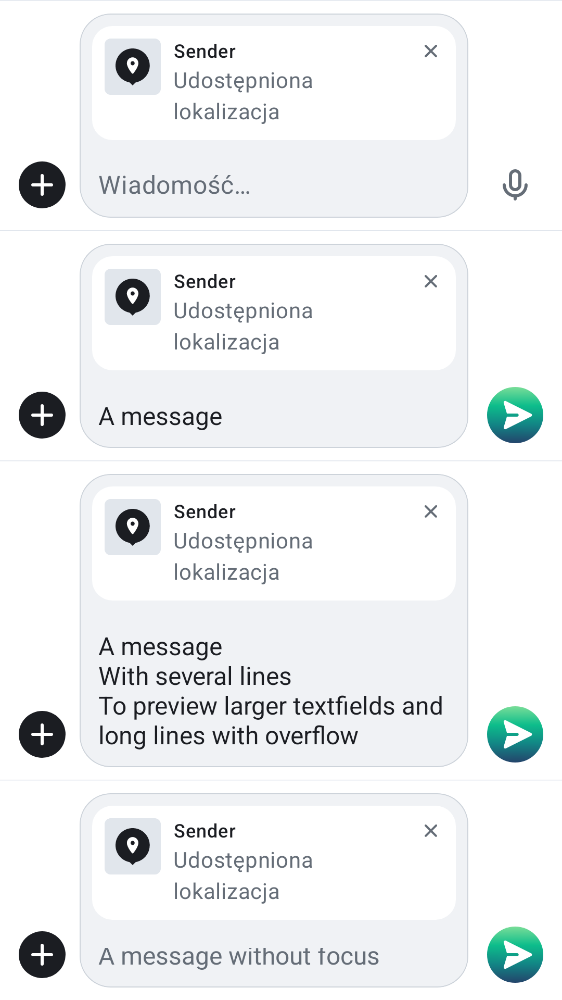 Sender
Udostępniona
lokalizacja
Wiadomość…
Sender
Udostępniona
lokalizacja
A message
Sender
Udostępniona
lokalizacja
A message
With several lines
To preview larger textfields and
long lines with overflow
Sender
Udostępniona
lokalizacja
A message without focus